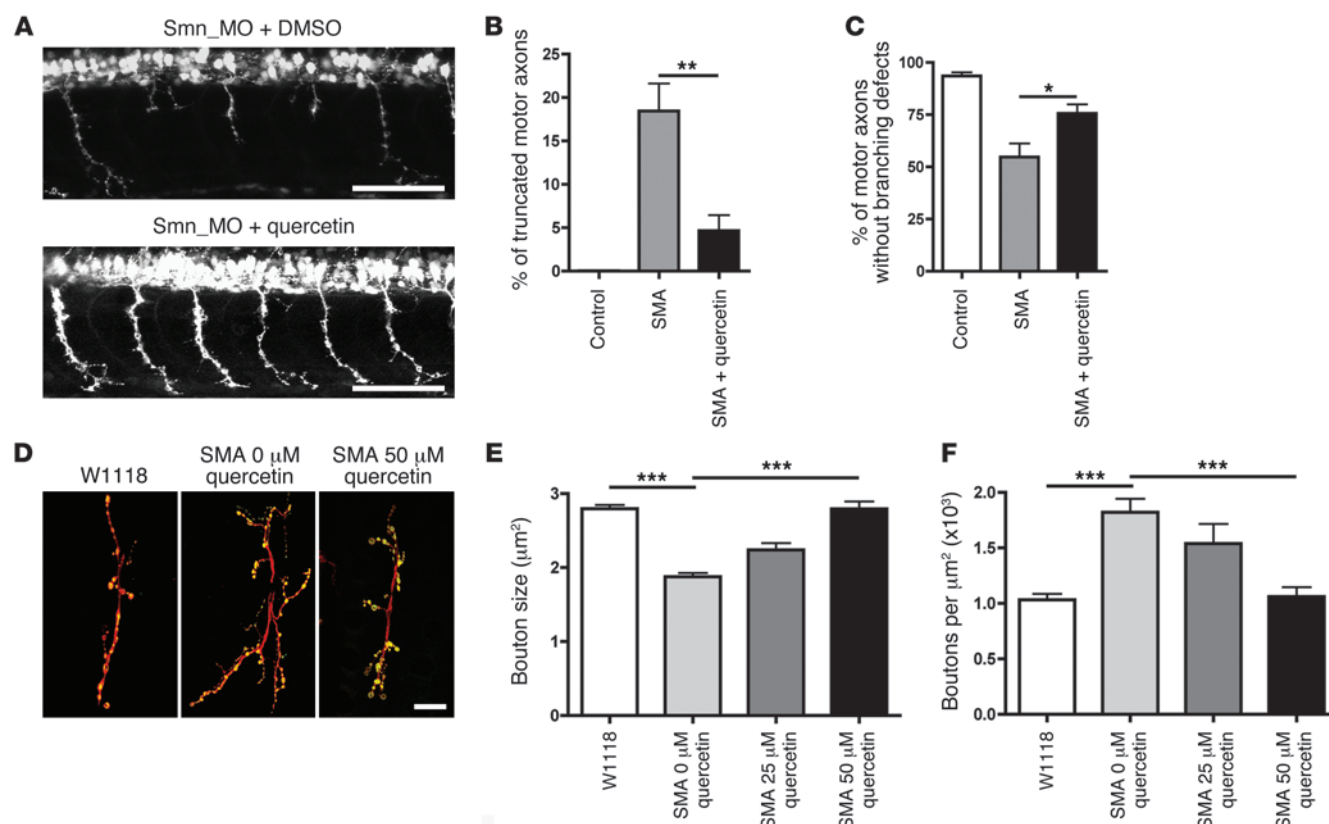 A
Smn_MO + DMSO
Smn_MO + quercetin
B
% of truncated motor axons
25
20
15
10
5
0
**
Control
SMA
SMA + quercetin
C
% of motor axons
without branching defects
100
75
50
25
0
*
Control
SMA
SMA + quercetin
D
W1118
SMA 0 μM
quercetin
SMA 50 μM
quercetin
E
Bouton size (μm²)
3
2
1
0
***
***
W1118
SMA 0 μM
quercetin
SMA 25 μM
quercetin
SMA 50 μM
quercetin
F
Boutons per μm² (x10³)
2.0
1.5
1.0
0.5
0.0
***
***
W1118
SMA 0 μM
quercetin
SMA 25 μM
quercetin
SMA 50 μM
quercetin